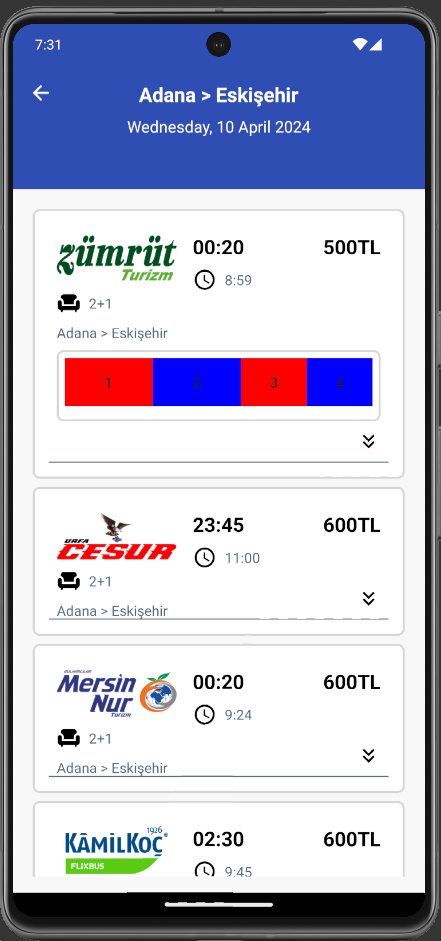 7:31
Adana > Eskişehir
Wednesday, 10 April 2024
zümrüt
Turizm
00:20
500TL
8:59
2+1
Adana > Eskişehir
1
2
3
4
URFA
CESUR
23:45
600TL
11:00
2+1
Adana > Eskişehir
Mersin
Nur
Turizm
00:20
600TL
9:24
2+1
Adana > Eskişehir
1926
KÂMİLKOÇ
FLIXBUS
02:30
600TL
9:45